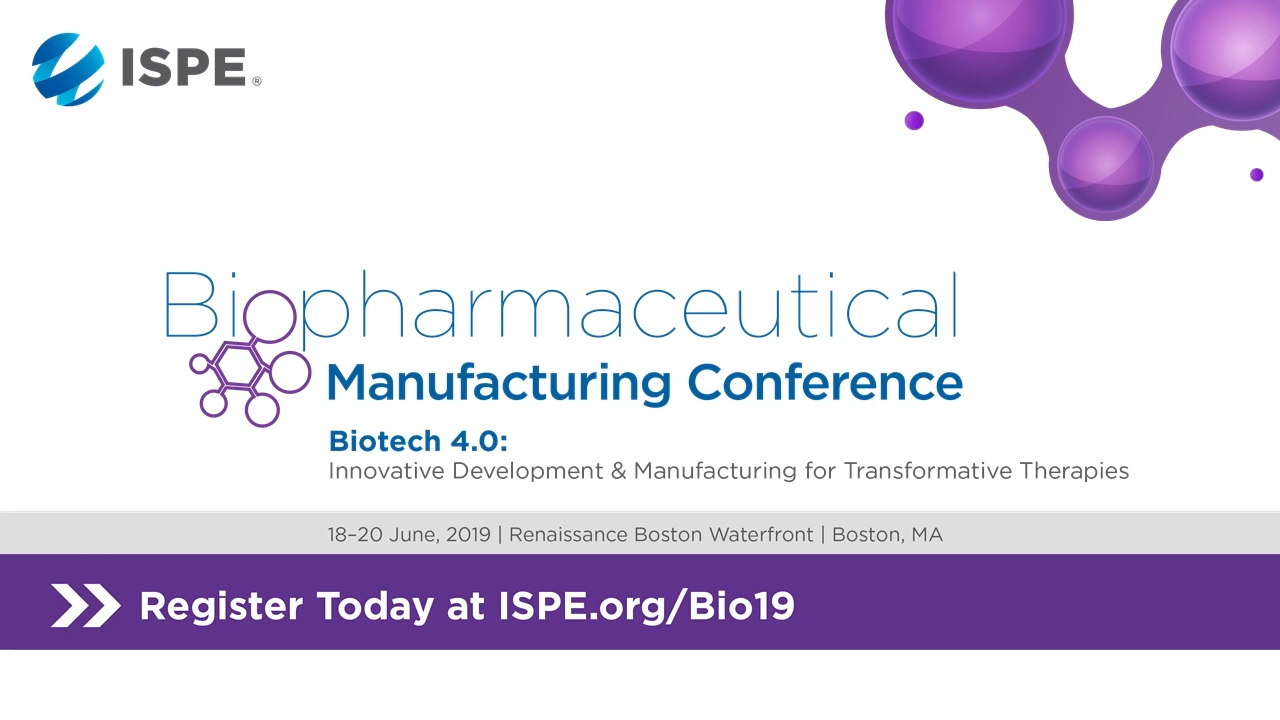 ISPE®
Biopharmaceutical
Manufacturing Conference
Biotech 4.0:
Innovative Development & Manufacturing for Transformative Therapies
18–20 June, 2019 | Renaissance Boston Waterfront | Boston, MA
Register Today at ISPE.org/Bio19